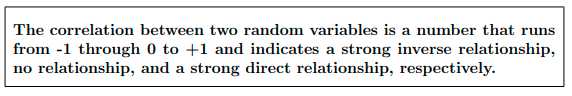 The correlation between two random variables is a number that runs
from -1 through 0 to +1 and indicates a strong inverse relationship,
no relationship, and a strong direct relationship, respectively.